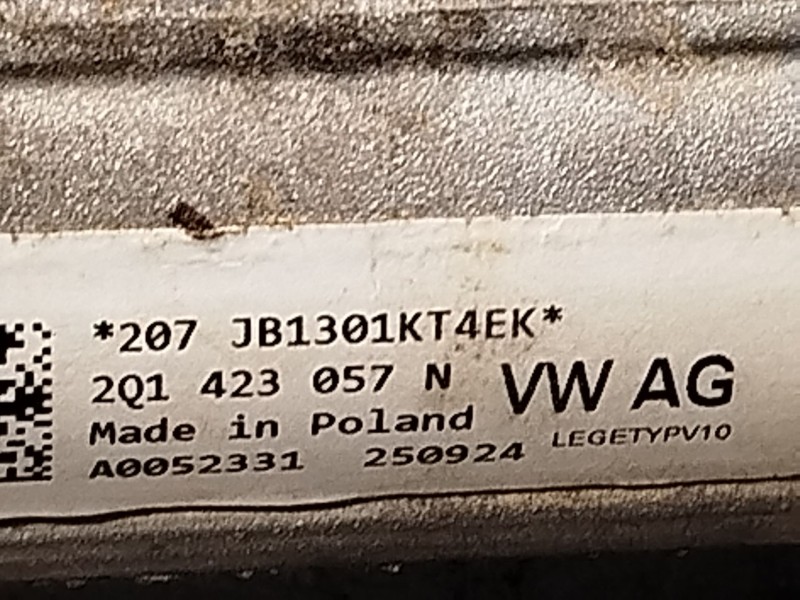 *207 JB1301KT4EK*
2Q1 423 057 N
VW AG
Made in Poland
LEGETYPV10
A0052331 250924